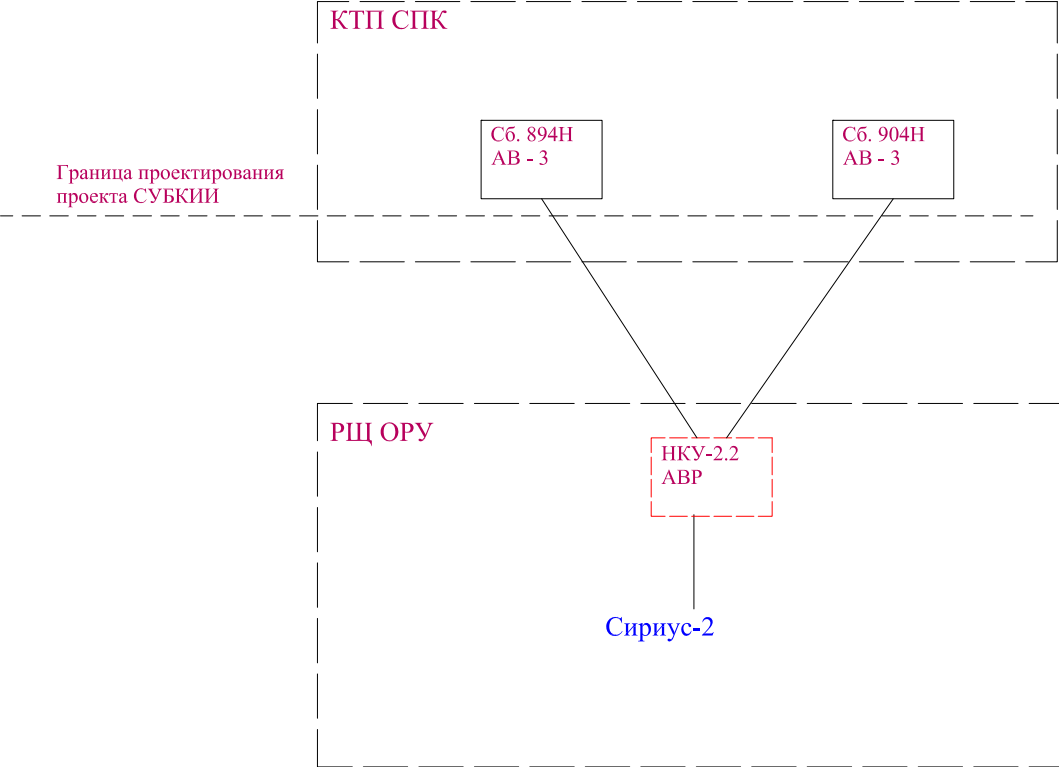 КТП СПК
Сб. 894Н
АВ - 3
Сб. 904Н
АВ - 3
Граница проектирования
проекта СУБКИИ
РЩ ОРУ
НКУ-2.2
АВР
Сириус-2